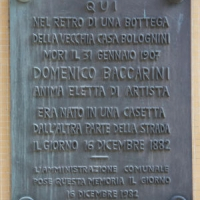 QUI
NEL RETRO DI UNA BOTTEGA
DELLA VECCHIA CASA BOLOGNINI
MORÌ IL 31 GENNAIO 1907
DOMENICO BACCARINI
ANIMA ELETTA DI ARTISTA
ERA NATO IN UNA CASETTA
DALL'ALTRA PARTE DELLA STRADA
IL GIORNO 16 DICEMBRE 1882
L'AMMINISTRAZIONE COMUNALE
POSE QUESTA MEMORIA IL GIORNO
16 DICEMBRE 1982